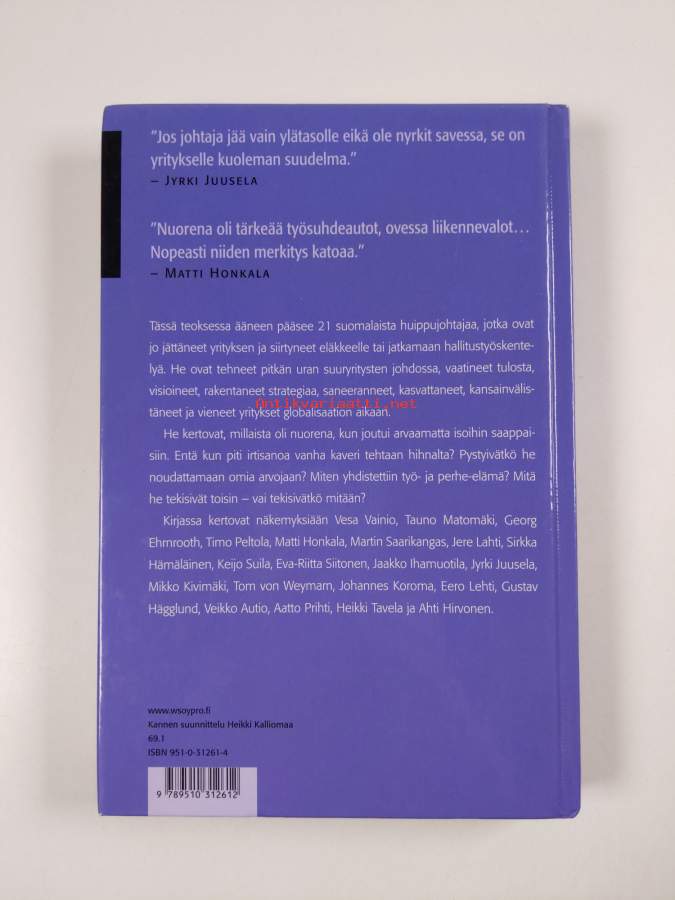 ”Jos johtaja jää vain ylätasolle eikä ole nyrkit savessa, se on
yritykselle kuoleman suudelma.”
– Jyrki Juusela
”Nuorena oli tärkeää työsuhdeautot, ovessa liikennevalot…
Nopeasti niiden merkitys katoaa.”
– Matti Honkala
Tässä teoksessa ääneen pääsee 21 suomalaista huippujohtajaa, jotka ovat
jo jättäneet yrityksen ja siirtyneet eläkkeelle tai jatkamaan hallitustyöskente-
lyä. He ovat tehneet pitkän uran suuryritysten johdossa, vaatineet tulosta,
visioineet, rakentaneet strategiaa, saneeranneet, kasvattaneet, kansainvälis-
täneet ja vieneet yritykset globalisaation aikaan.
Antikvariaatti.net
He kertovat, millaista oli nuorena, kun joutui arvaamatta isoihin saappai-
siin. Entä kun piti irtisanoa vanha kaveri tehtaan hihnalta? Pystyivätkö he
noudattamaan omia arvojaan? Miten yhdistettiin työ- ja perhe-elämä? Mitä
he tekisivät toisin – vai tekisivätkö mitään?
Kirjassa kertovat näkemyksiään Vesa Vainio, Tauno Matomäki, Georg
Ehrnrooth, Timo Peltola, Matti Honkala, Martin Saarikangas, Jere Lahti, Sirkka
Hämäläinen, Keijo Suila, Eva-Riitta Siitonen, Jaakko Ihamuotila, Jyrki Juusela,
Mikko Kivimäki, Tom von Weymarn, Johannes Koroma, Eero Lehti, Gustav
Hägglund, Veikko Autio, Aatto Prihti, Heikki Tavela ja Ahti Hirvonen.
www.wsoypro.fi
Kannen suunnittelu Heikki Kalliomaa
69.1
ISBN 951-0-31261-4
9 789510 312612